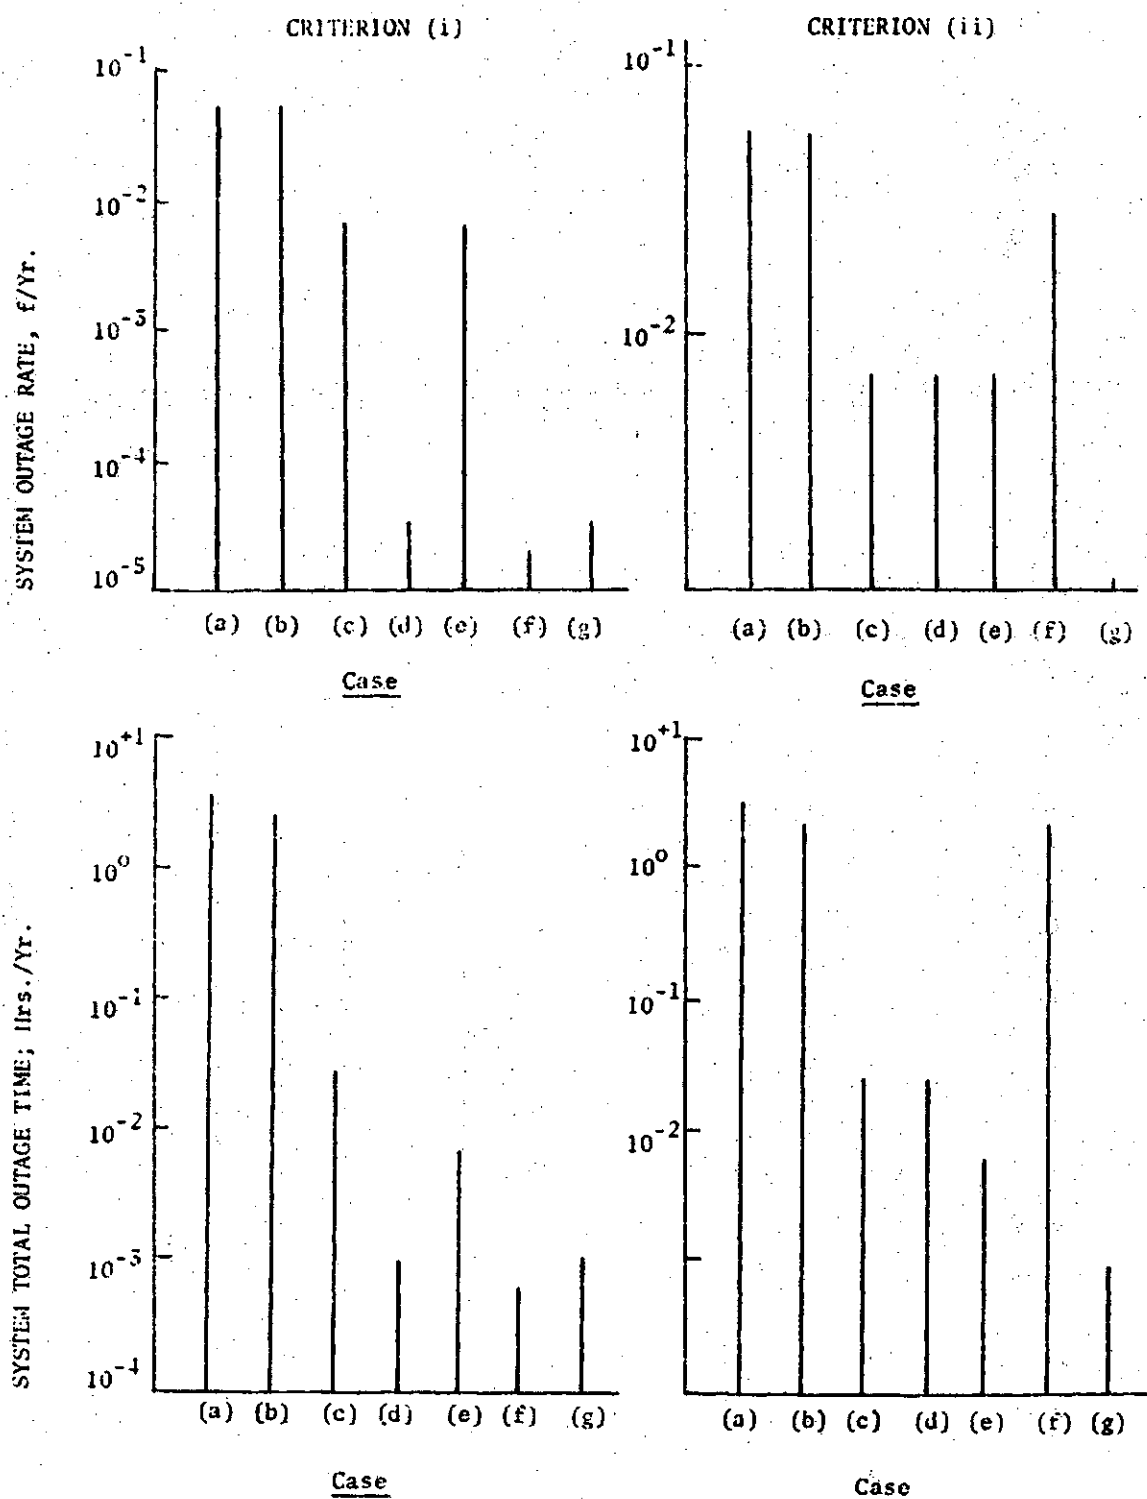 CRITERION (i)
SYSTEM OUTAGE RATE, f/Yr.
10^-1
10^-2
10^-3
10^-4
10^-5
(a) (b) (c) (d) (e) (f) (g)
Case
CRITERION (ii)
10^-1
10^-2
(a) (b) (c) (d) (e) (f) (g)
Case
SYSTEM TOTAL OUTAGE TIME; Hrs./Yr.
10^+1
10^0
10^-1
10^-2
10^-3
10^-4
(a) (b) (c) (d) (e) (f) (g)
Case
10^+1
10^0
10^-1
10^-2
(a) (b) (c) (d) (e) (f) (g)
Case